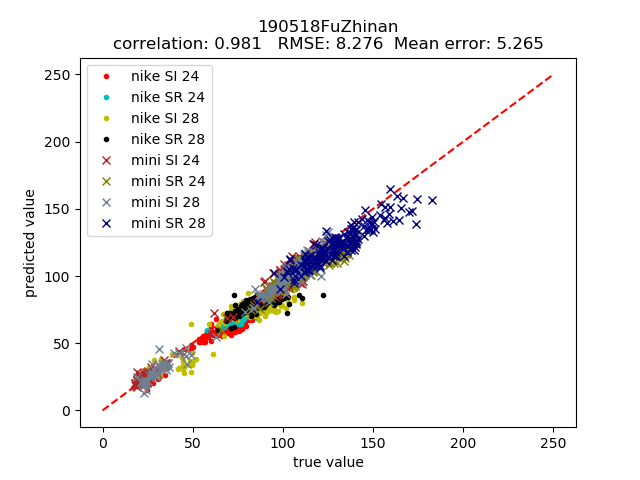 190518FuZhinan
correlation: 0.981   RMSE: 8.276  Mean error: 5.265
nike SI 24
nike SR 24
nike SI 28
nike SR 28
mini SI 24
mini SR 24
mini SI 28
mini SR 28
predicted value
250
200
150
100
50
0
0 50 100 150 200 250
true value